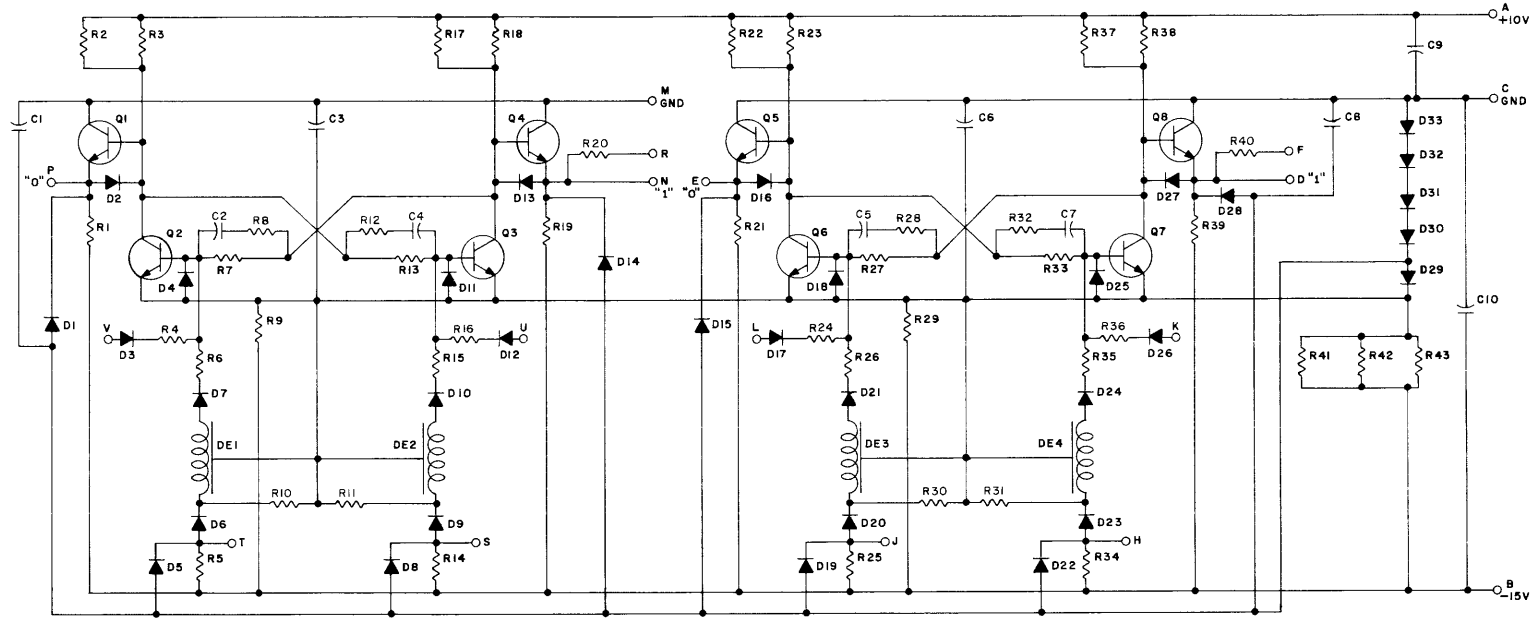 A
+10V
R2
R3
R17
R18
R22
R23
R37
R38
C9
M
GND
C
GND
C1
Q1
C3
Q4
Q5
C6
Q8
C8
D33
R20
R
R40
F
D32
P
"0"
D2
D13
N
"1"
E
"0"
D16
D27
D "1"
D28
D31
R1
Q2
C2
R8
R12
C4
Q3
R19
R21
Q6
C5
R28
R32
C7
Q7
R39
D30
R7
R13
D14
R27
R33
D4
D11
D18
D25
D29
C10
D1
R9
D15
R29
V
D3
R4
R16
D12
U
L
D17
R24
R36
D26
K
R6
R15
R26
R35
R41
R42
R43
D7
D10
D21
D24
DE1
DE2
DE3
DE4
R10
R11
R30
R31
D6
D9
D20
D23
T
S
J
H
D5
R5
D8
R14
D19
R25
D22
R34
B
-15V